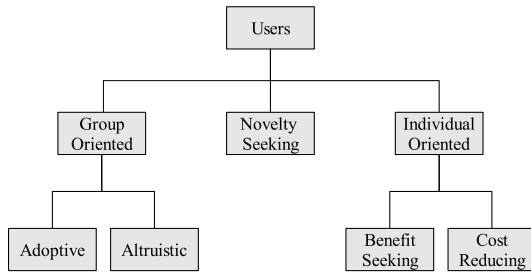 Users
Group
Oriented
Novelty
Seeking
Individual
Oriented
Adoptive
Altruistic
Benefit
Seeking
Cost
Reducing